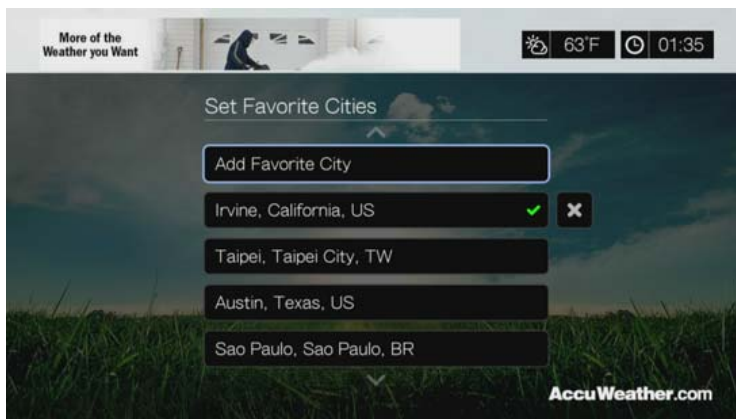 More of the
Weather you Want
63°F
01:35
Set Favorite Cities
Add Favorite City
Irvine, California, US
Taipei, Taipei City, TW
Austin, Texas, US
Sao Paulo, Sao Paulo, BR
AccuWeather.com